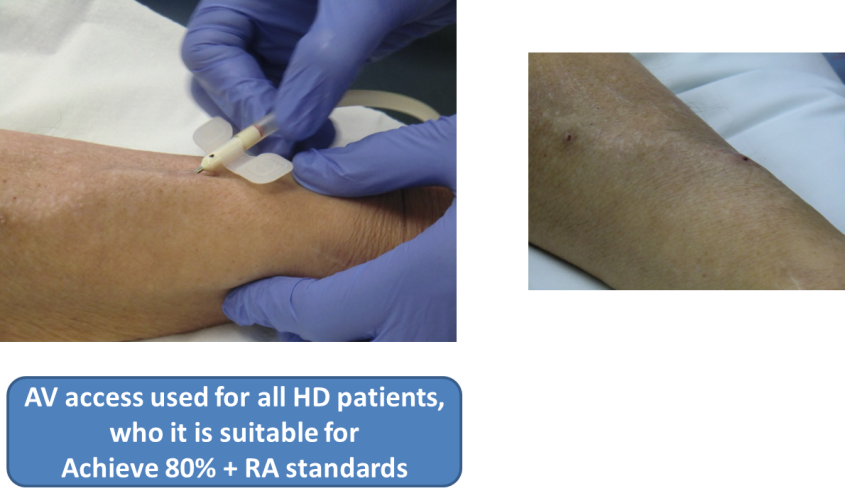 AV access used for all HD patients,
who it is suitable for
Achieve 80% + RA standards